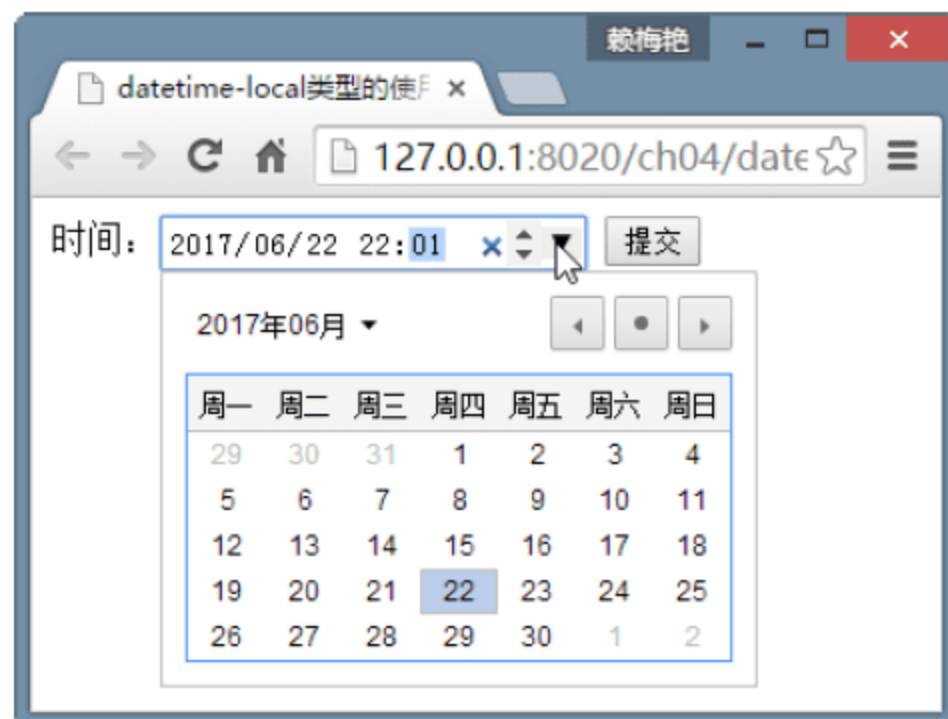 赖梅艳
datetime-local类型的使
127.0.0.1:8020/ch04/date
时间： 2017/06/22 22:01 提交
2017年06月
周一 周二 周三 周四 周五 周六 周日
29 30 31 1 2 3 4
5 6 7 8 9 10 11
12 13 14 15 16 17 18
19 20 21 22 23 24 25
26 27 28 29 30 1 2